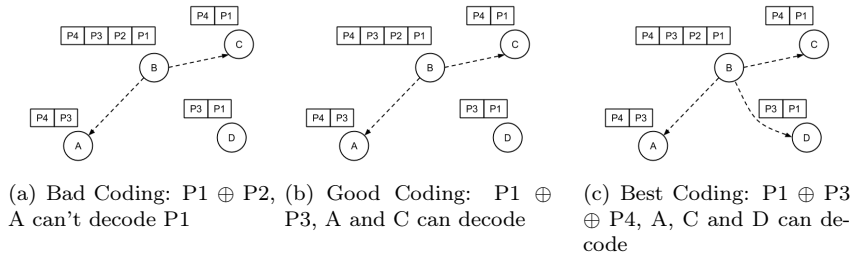 P4 P1
P4 P3 P2 P1
C
B
P4 P3
P3 P1
A
D
P4 P1
P4 P3 P2 P1
C
B
P4 P3
P3 P1
A
D
P4 P1
P4 P3 P2 P1
C
B
P3 P1
P4 P3
A
D
(a) Bad Coding: P1 ⊕ P2,
A can't decode P1
(b) Good Coding: P1 ⊕
P3, A and C can decode
(c) Best Coding: P1 ⊕ P3
⊕ P4, A, C and D can de-
code